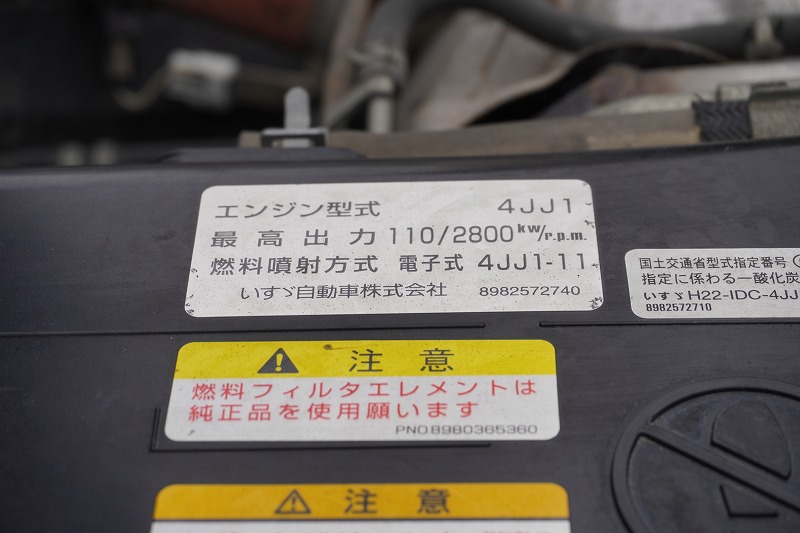 エンジン型式 4JJ1
最高出力 110/2800kW/r.p.m.
燃料噴射方式 電子式 4JJ1-11
いすゞ自動車株式会社 8982572740
国土交通省型式指定番号
指定に係わる一酸化炭
いすゞH22-IDC-4JJ
8982572710
注意
燃料フィルタエレメントは
純正品を使用願います
PNO.8980365360
注意